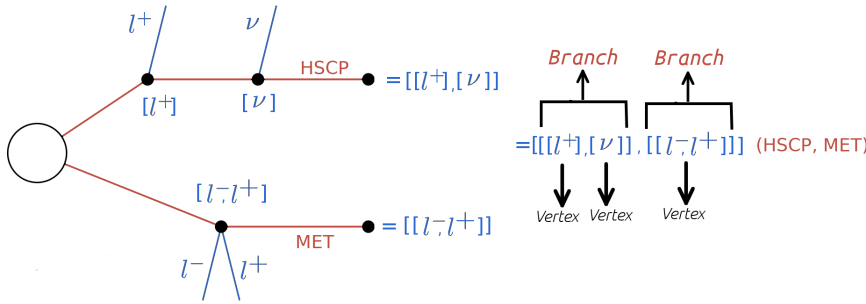 l⁺ ν
HSCP
= [[l⁺],[ν]]
[l⁺] [ν]
[l⁻,l⁺]
= [[l⁻,l⁺]]
MET
l⁻ l⁺
Branch Branch
=[[[l⁺],[ν]],[[l⁻,l⁺]]] (HSCP, MET)
Vertex Vertex Vertex